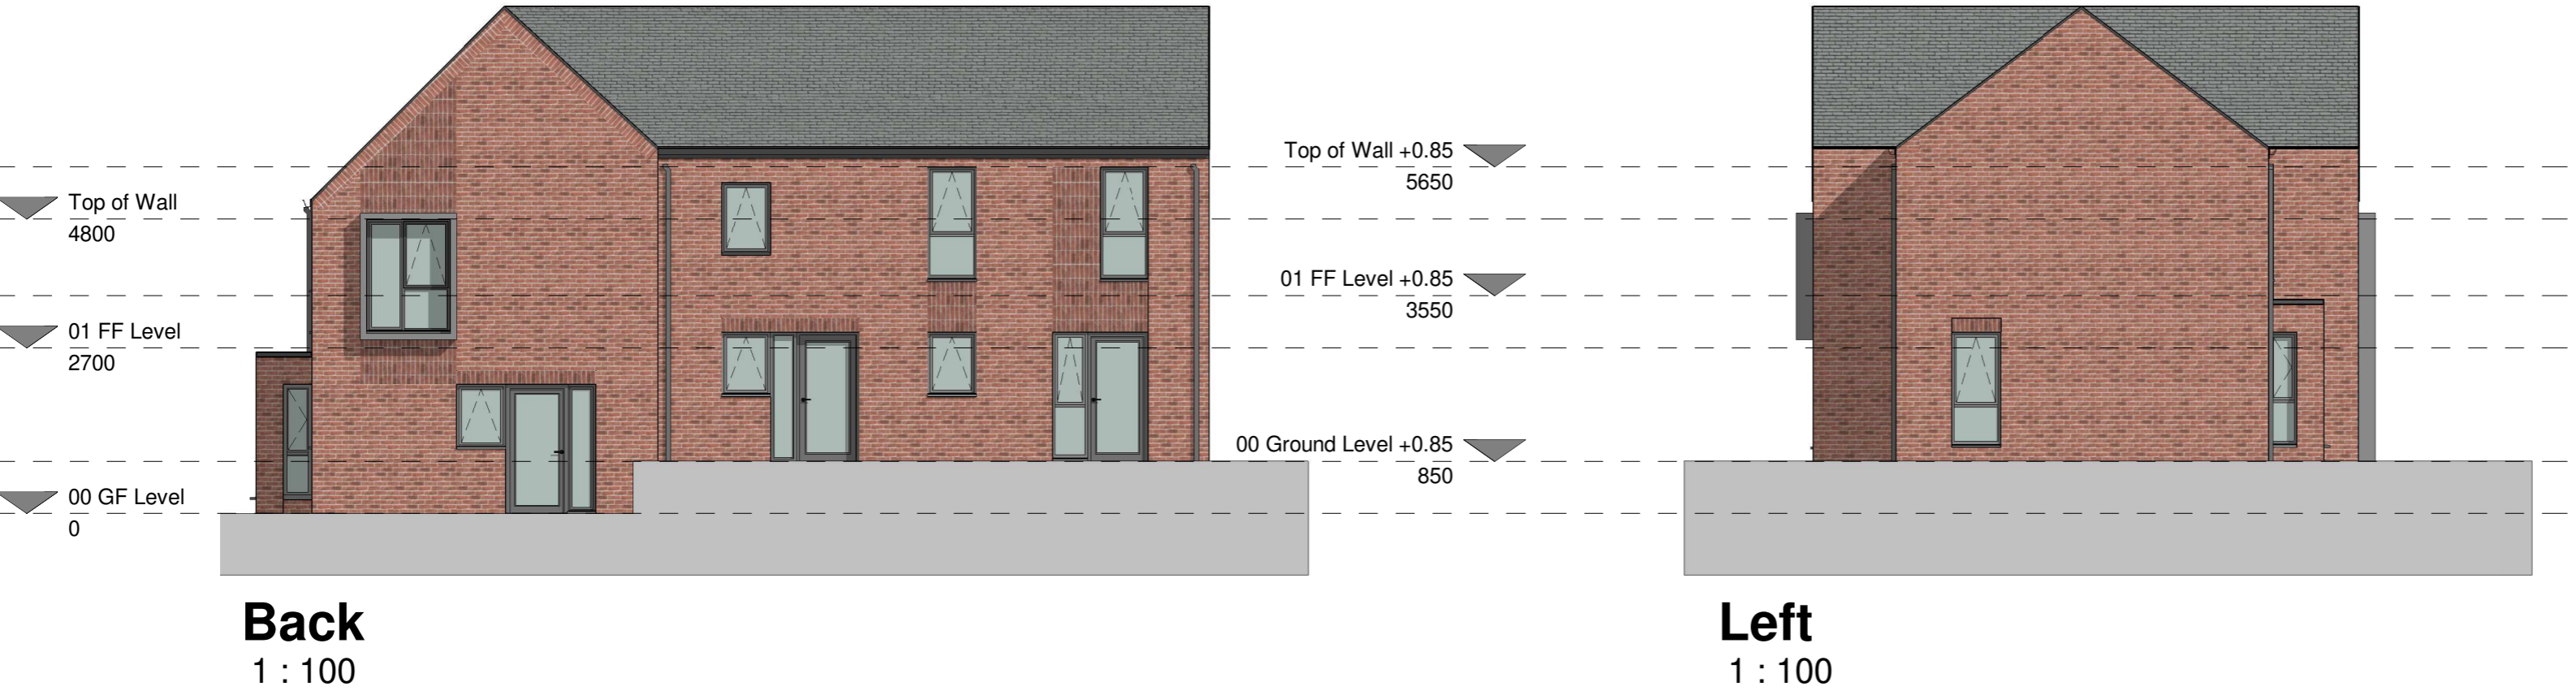 Top of Wall
4800
01 FF Level
2700
00 GF Level
0
Top of Wall +0.85
5650
01 FF Level +0.85
3550
00 Ground Level +0.85
850
Back
1 : 100
Left
1 : 100